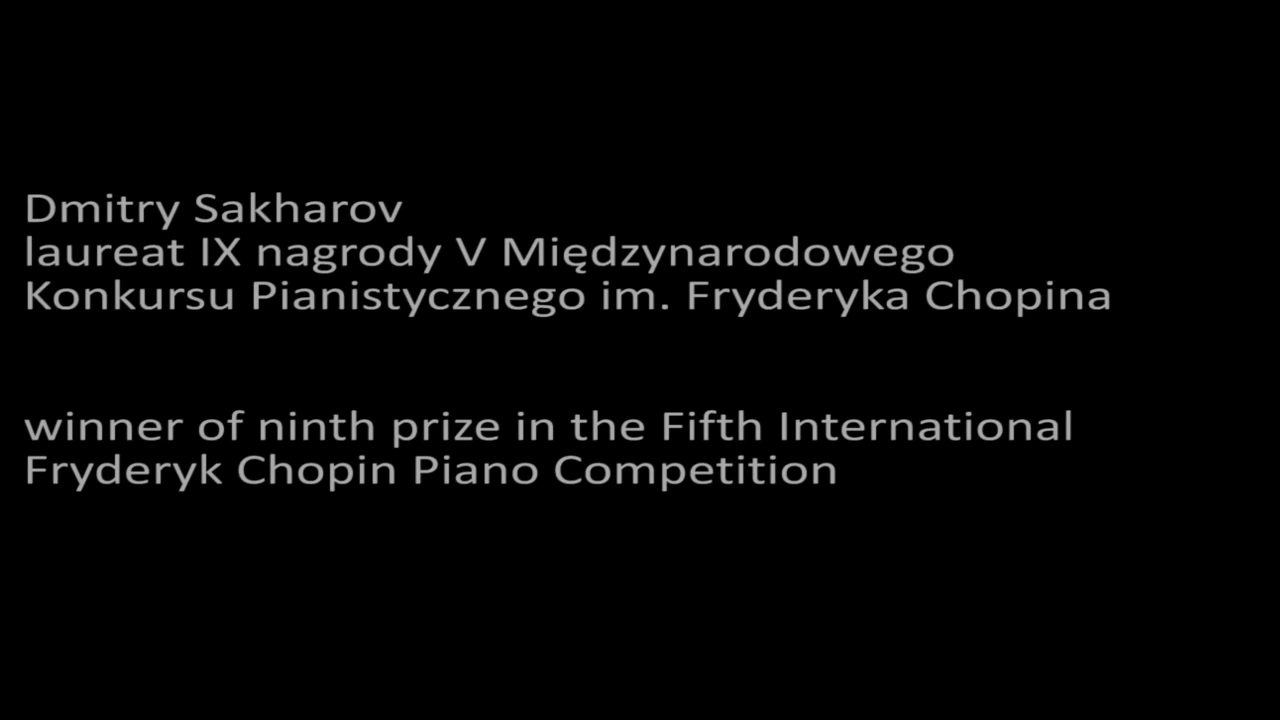 Dmitry Sakharov
laureat IX nagrody V Międzynarodowego
Konkursu Pianistycznego im. Fryderyka Chopina
winner of ninth prize in the Fifth International
Fryderyk Chopin Piano Competition